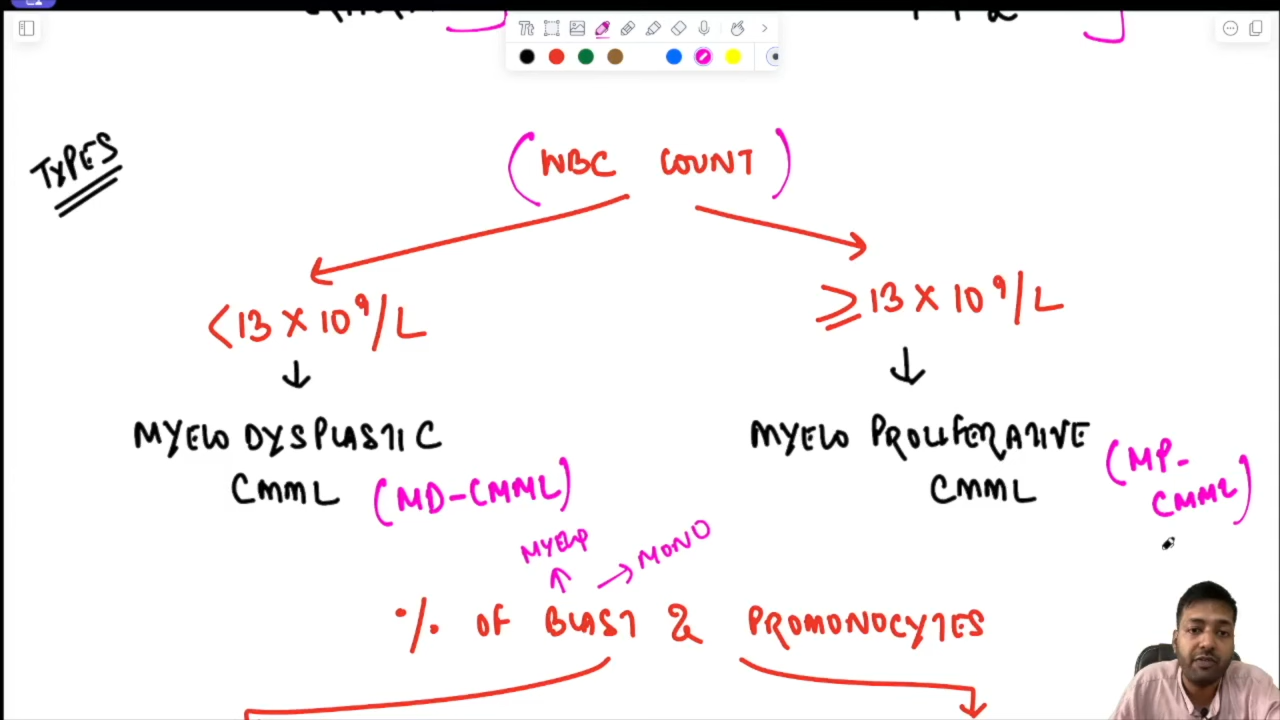 TYPES
(WBC COUNT)
<13 X 10⁹/L
≥13 X 10⁹/L
MYELO DYSPLASTIC
CMML (MD-CMML)
MYELO PROLIFERATIVE
CMML (MP-
CMML)
MYELO
MONO
% OF BLAST & PROMONOCYTES